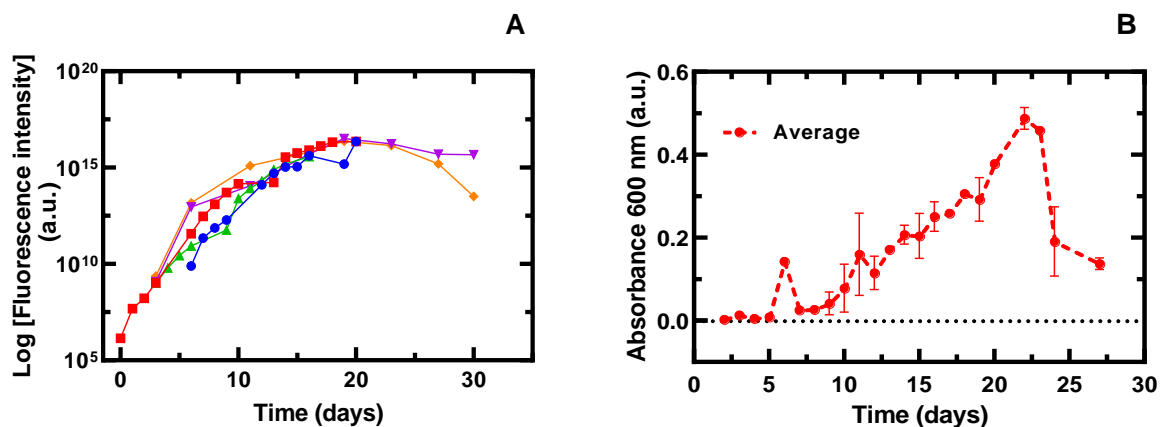 A
Log [Fluorescence intensity]
(a.u.)
10^20
10^15
10^10
10^5
0
10
20
30
Time (days)
B
Absorbance 600 nm (a.u.)
0.6
0.4
0.2
0.0
Average
0
5
10
15
20
25
30
Time (days)